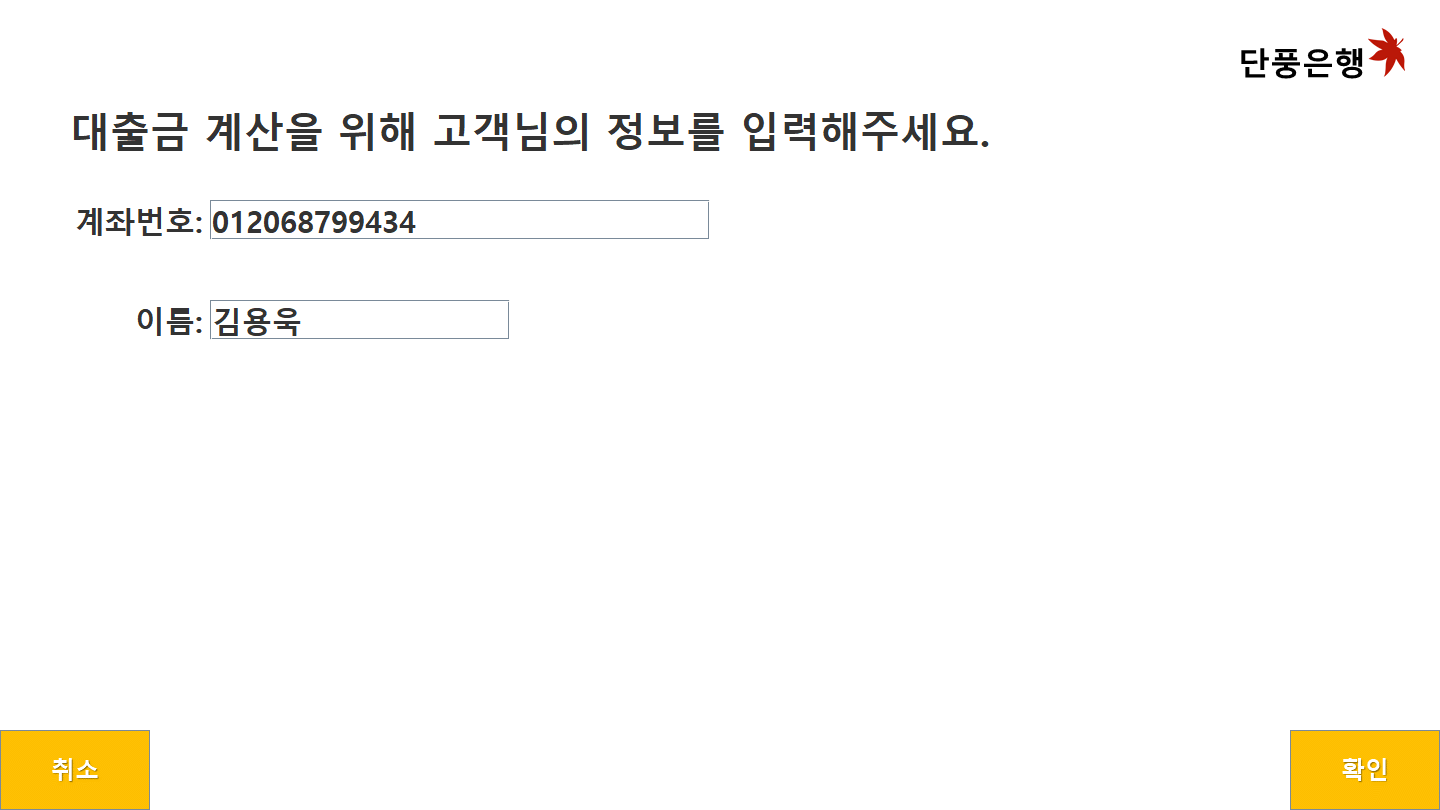 단풍은행
대출금 계산을 위해 고객님의 정보를 입력해주세요.
계좌번호: 012068799434
이름: 김용욱
취소
확인